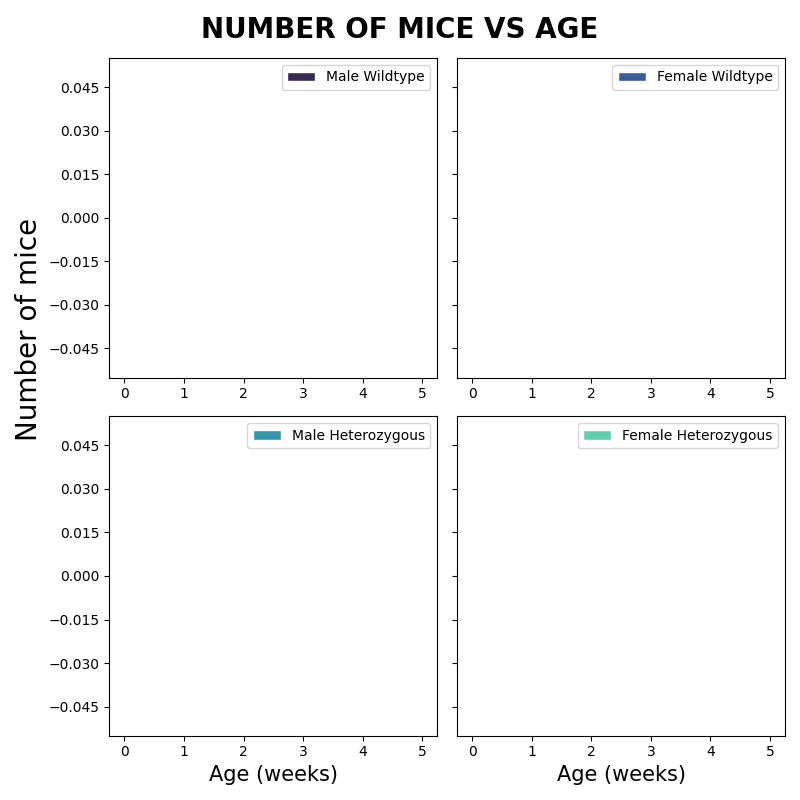 NUMBER OF MICE VS AGE
Number of mice
Male Wildtype
0.045
0.030
0.015
0.000
−0.015
−0.030
−0.045
0 1 2 3 4 5
Female Wildtype
0 1 2 3 4 5
Male Heterozygous
0.045
0.030
0.015
0.000
−0.015
−0.030
−0.045
0 1 2 3 4 5
Age (weeks)
Female Heterozygous
0 1 2 3 4 5
Age (weeks)